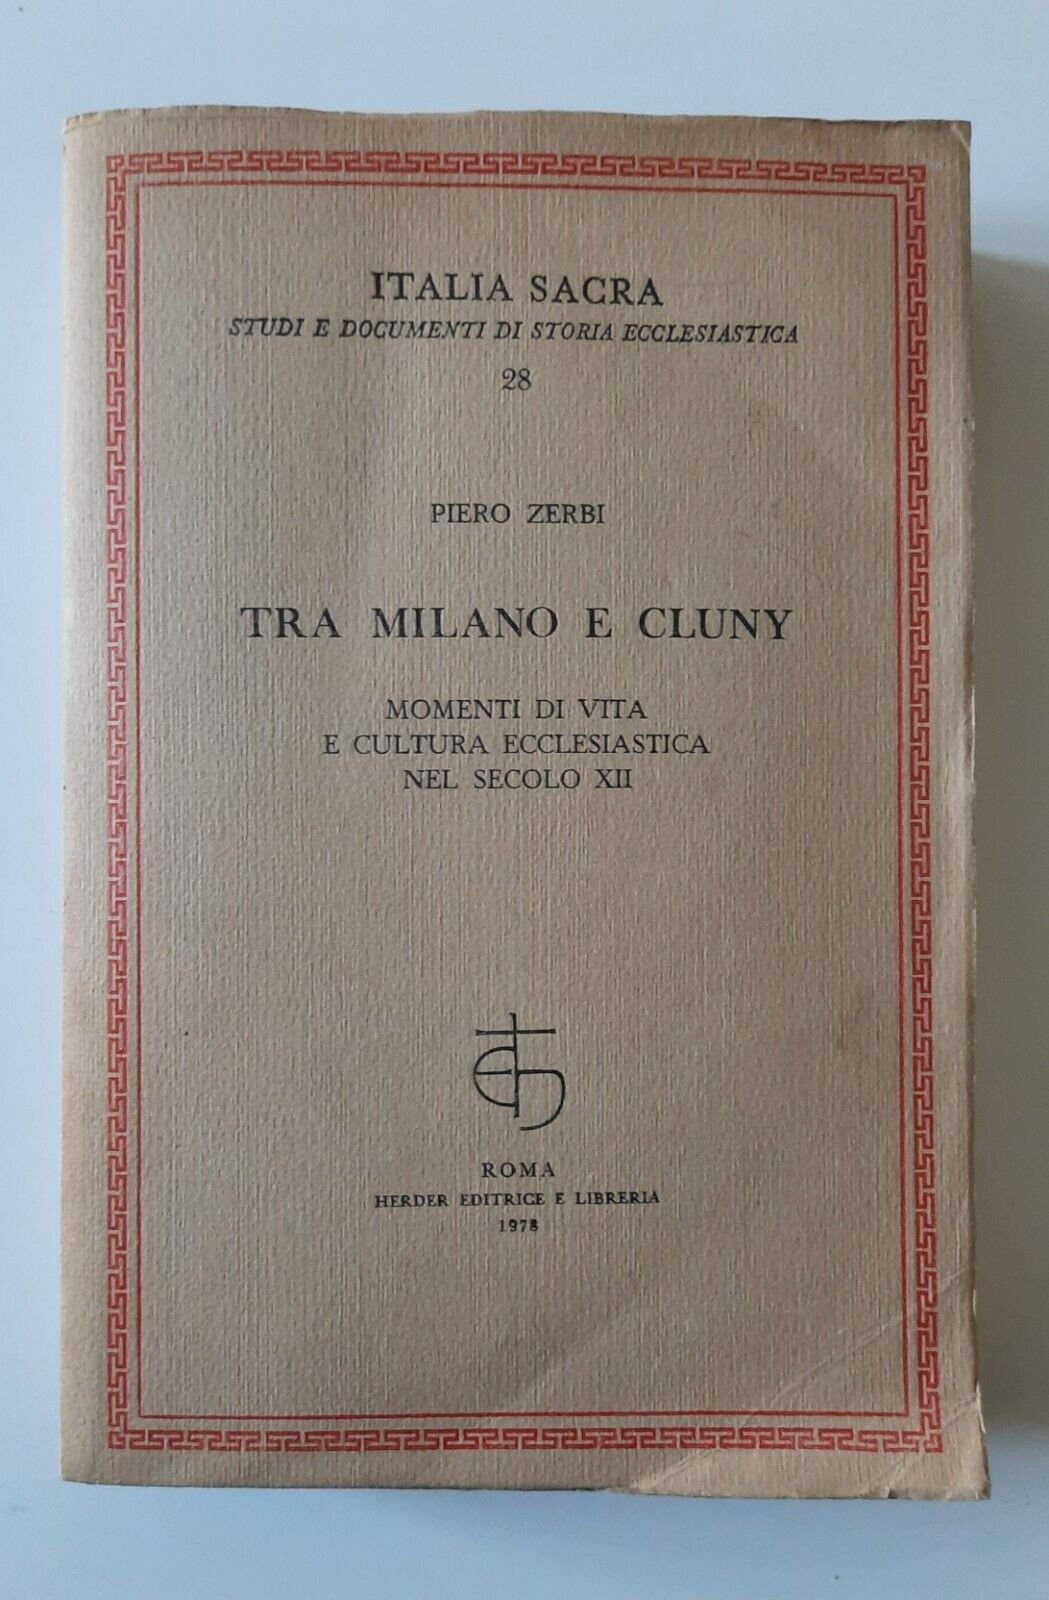 ITALIA SACRA
STUDI E DOCUMENTI DI STORIA ECCLESIASTICA
28
PIERO ZERBI
TRA MILANO E CLUNY
MOMENTI DI VITA
E CULTURA ECCLESIASTICA
NEL SECOLO XII
ROMA
HERDER EDITRICE E LIBRERIA
1978